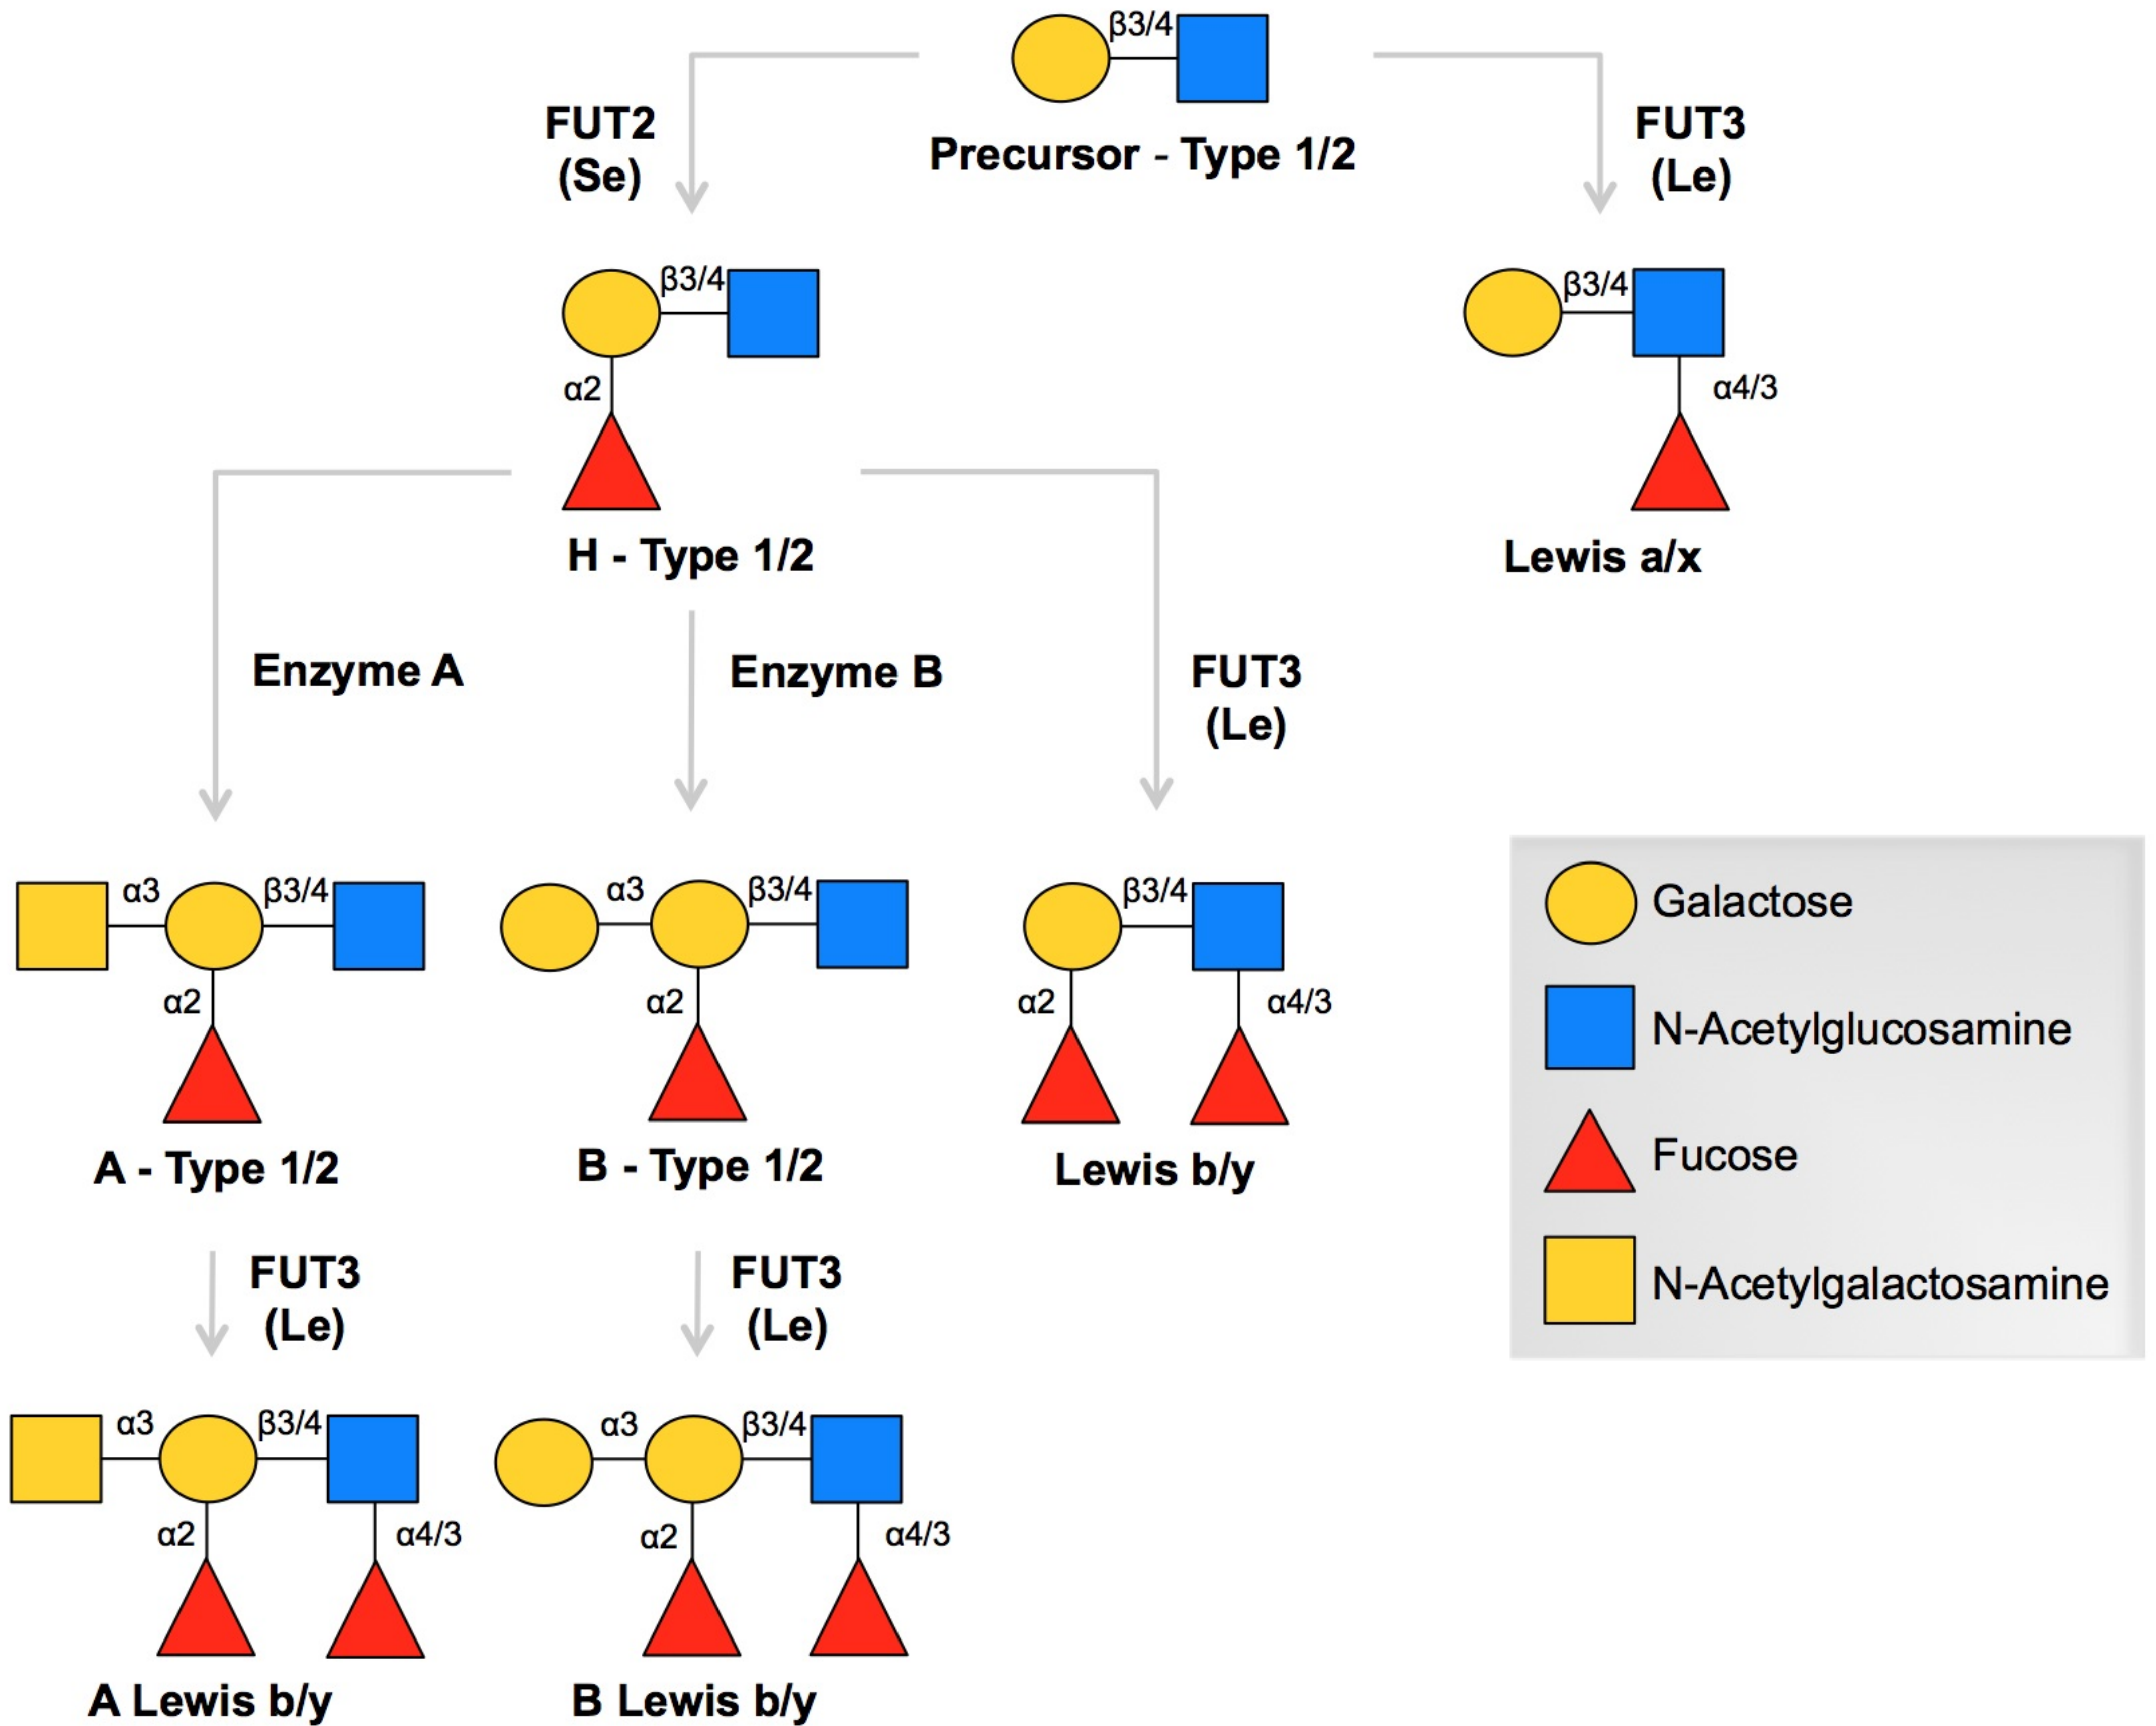 β3/4
Precursor - Type 1/2
FUT2
(Se)
FUT3
(Le)
β3/4
α2
H - Type 1/2
β3/4
α4/3
Lewis a/x
Enzyme A
Enzyme B
FUT3
(Le)
α3
β3/4
α2
A - Type 1/2
α3
β3/4
α2
B - Type 1/2
β3/4
α2
α4/3
Lewis b/y
FUT3
(Le)
FUT3
(Le)
α3
β3/4
α2
α4/3
A Lewis b/y
α3
β3/4
α2
α4/3
B Lewis b/y
Galactose
N-Acetylglucosamine
Fucose
N-Acetylgalactosamine